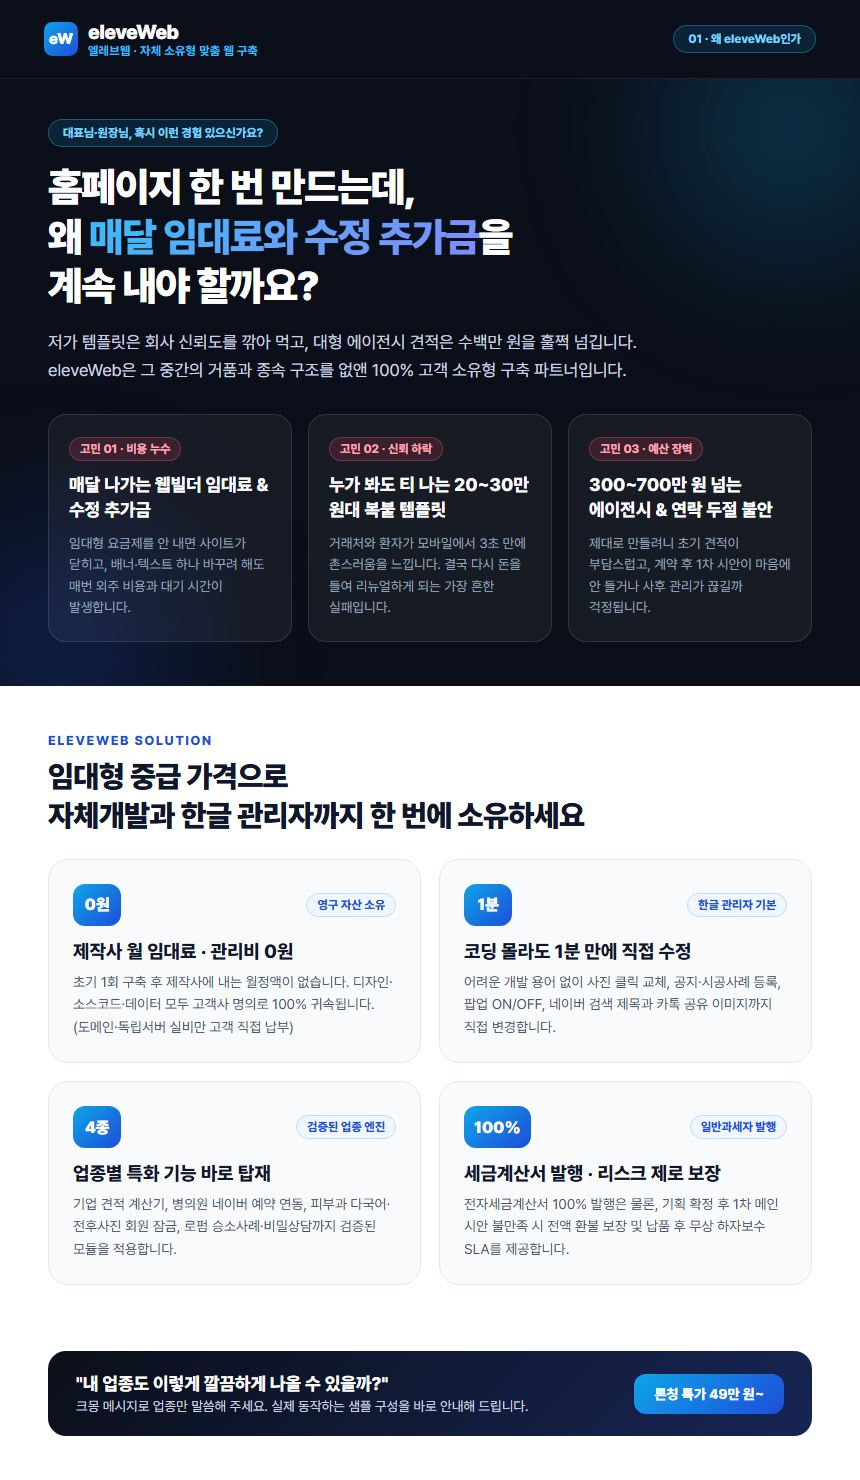 eW
eleveWeb
엘레브웹 · 자체 소유형 맞춤 웹 구축
01 · 왜 eleveWeb인가
대표님·원장님, 혹시 이런 경험 있으신가요?
홈페이지 한 번 만드는데,
왜 매달 임대료와 수정 추가금을
계속 내야 할까요?
저가 템플릿은 회사 신뢰도를 깎아 먹고, 대형 에이전시 견적은 수백만 원을 훌쩍 넘깁니다.
eleveWeb은 그 중간의 거품과 종속 구조를 없앤 100% 고객 소유형 구축 파트너입니다.
고민 01 · 비용 누수
매달 나가는 웹빌더 임대료 &
수정 추가금
임대형 요금제를 안 내면 사이트가
닫히고, 배너·텍스트 하나 바꾸려 해도
매번 외주 비용과 대기 시간이
발생합니다.
고민 02 · 신뢰 하락
누가 봐도 티 나는 20~30만
원대 복붙 템플릿
거래처와 환자가 모바일에서 3초 만에
촌스러움을 느낍니다. 결국 다시 돈을
들여 리뉴얼하게 되는 가장 흔한
실패입니다.
고민 03 · 예산 장벽
300~700만 원 넘는
에이전시 & 연락 두절 불안
제대로 만들려니 초기 견적이
부담스럽고, 계약 후 1차 시안이 마음에
안 들거나 사후 관리가 끊길까
걱정됩니다.
ELEVEWEB SOLUTION
임대형 중급 가격으로
자체개발과 한글 관리자까지 한 번에 소유하세요
0원
영구 자산 소유
제작사 월 임대료 · 관리비 0원
초기 1회 구축 후 제작사에 내는 월정액이 없습니다. 디자인·
소스코드·데이터 모두 고객사 명의로 100% 귀속됩니다.
(도메인·독립서버 실비만 고객 직접 납부)
1분
한글 관리자 기본
코딩 몰라도 1분 만에 직접 수정
어려운 개발 용어 없이 사진 클릭 교체, 공지·시공사례 등록,
팝업 ON/OFF, 네이버 검색 제목과 카톡 공유 이미지까지
직접 변경합니다.
4종
검증된 업종 엔진
업종별 특화 기능 바로 탑재
기업 견적 계산기, 병의원 네이버 예약 연동, 피부과 다국어·
전후사진 회원 잠금, 로펌 승소사례·비밀상담까지 검증된
모듈을 적용합니다.
100%
일반과세자 발행
세금계산서 발행 · 리스크 제로 보장
전자세금계산서 100% 발행은 물론, 기획 확정 후 1차 메인
시안 불만족 시 전액 환불 보장 및 납품 후 무상 하자보수
SLA를 제공합니다.
"내 업종도 이렇게 깔끔하게 나올 수 있을까?"
크몽 메시지로 업종만 말씀해 주세요. 실제 동작하는 샘플 구성을 바로 안내해 드립니다.
론칭 특가 49만 원~